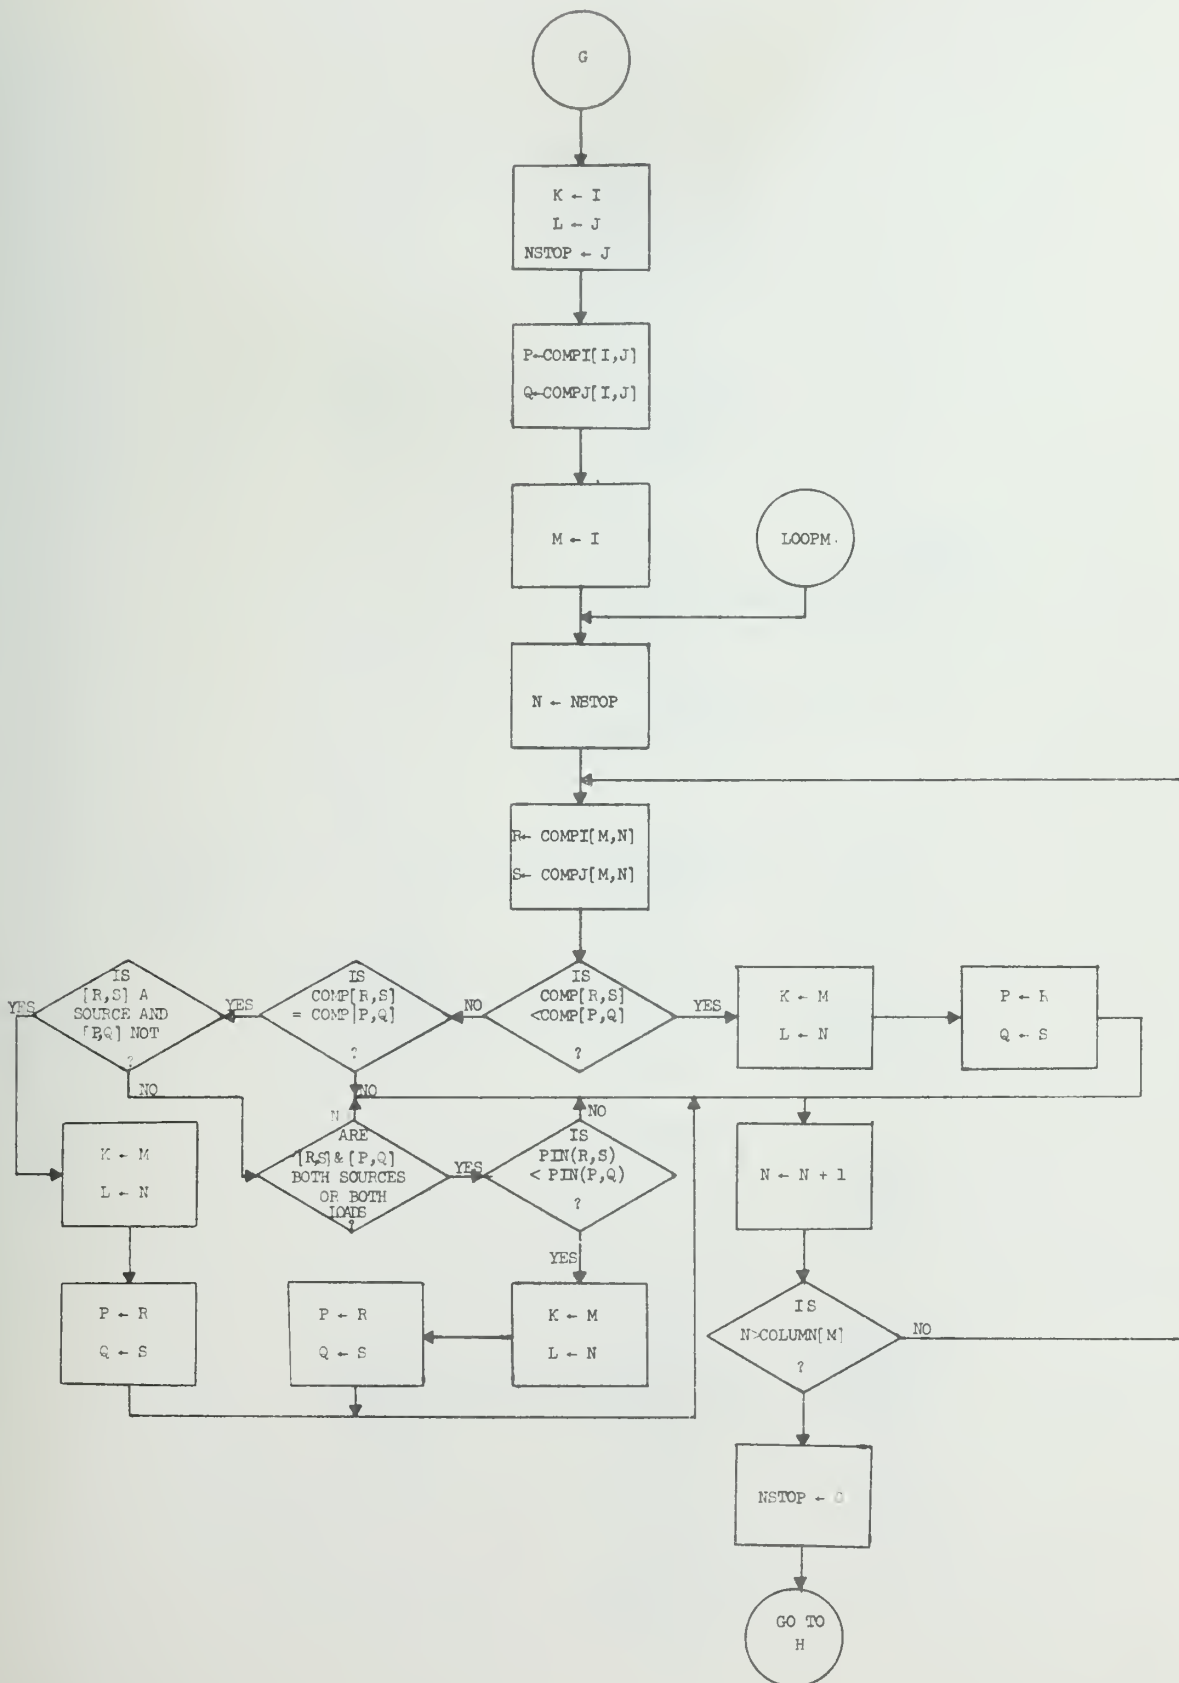 G
K ← I
L ← J
NSTOP ← J
P←COMPI[I,J]
Q←COMPJ[I,J]
M ← I
LOOPM
N ← NSTOP
R← COMPI[M,N]
S← COMPJ[M,N]
IS
[R,S] A
SOURCE AND
[P,Q] NOT
?
YES
NO
YES
IS
COMP[R,S]
= COMP[P,Q]
?
NO
NO
IS
COMP[R,S]
<COMP[P,Q]
?
YES
K ← M
L ← N
P ← R
Q ← S
K ← M
L ← N
N
ARE
[R,S]&[P,Q]
BOTH SOURCES
OR BOTH
LOADS
?
YES
NO
IS
PIN(R,S)
< PIN(P,Q)
?
YES
N ← N + 1
P ← R
Q ← S
P ← R
Q ← S
K ← M
L ← N
IS
N>COLUMN[M]
?
NO
NSTOP ←
GO TO
H